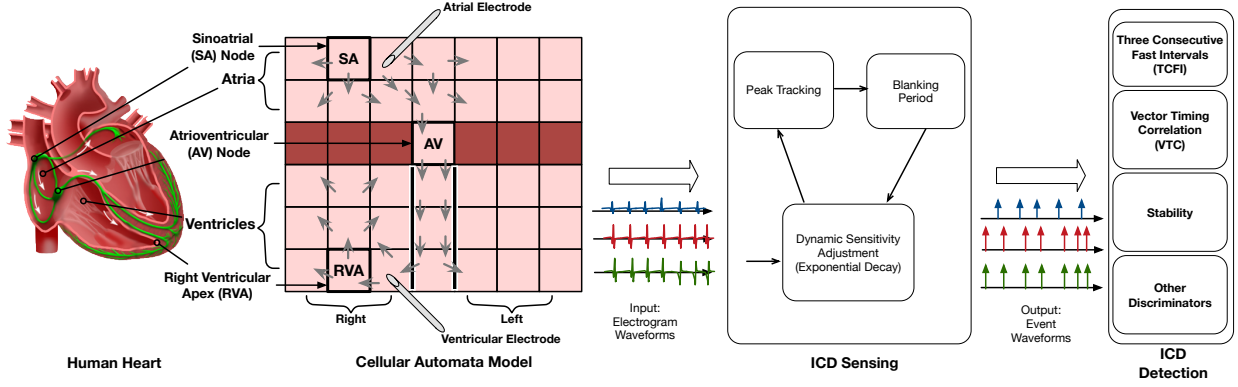 Atrial Electrode
Sinoatrial
(SA) Node
Atria
Atrioventricular
(AV) Node
Ventricles
Right Ventricular
Apex (RVA)
SA
AV
RVA
Right
Left
Ventricular Electrode
Human Heart
Cellular Automata Model
Input:
Electrogram
Waveforms
Peak Tracking
Blanking
Period
Dynamic Sensitivity
Adjustment
(Exponential Decay)
ICD Sensing
Output:
Event
Waveforms
Three Consecutive
Fast Intervals
(TCFI)
Vector Timing
Correlation
(VTC)
Stability
Other
Discriminators
ICD
Detection